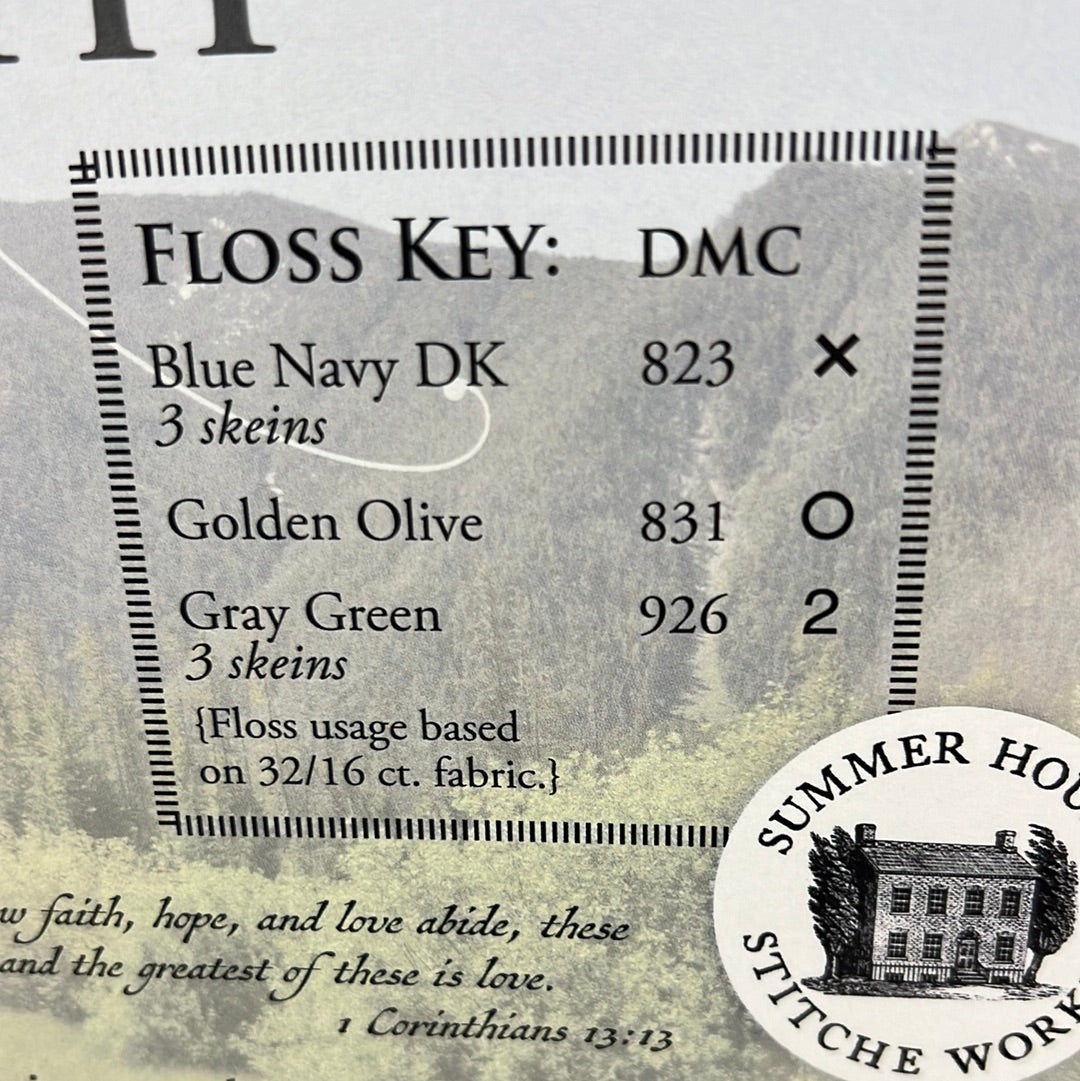 FLOSS KEY: DMC
Blue Navy DK 823 X
3 skeins
Golden Olive 831 O
Gray Green 926 2
3 skeins
{Floss usage based
on 32/16 ct. fabric.}
SUMMER HOU
STITCHE WORK
faith, hope, and love abide, these
and the greatest of these is love.
1 Corinthians 13:13